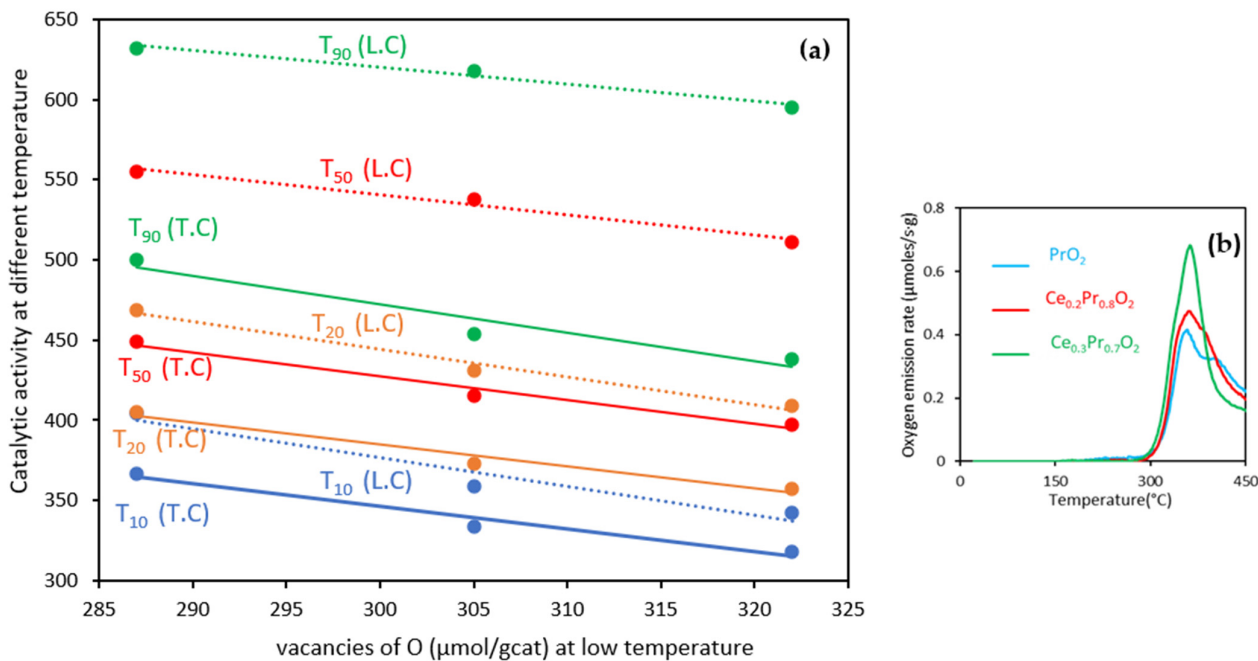 650
600
550
500
450
400
350
300
Catalytic activity at different temperature
(a)
T90 (L.C)
T50 (L.C)
T90 (T.C)
T20 (L.C)
T50 (T.C)
T20 (T.C)
T10 (L.C)
T10 (T.C)
285 290 295 300 305 310 315 320 325
vacancies of O (μmol/gcat) at low temperature
(b)
0.8
0.6
0.4
0.2
0
Oxygen emission rate (μmoles/s·g)
PrO2
Ce0.2Pr0.8O2
Ce0.3Pr0.7O2
0 150 300 450
Temperature(°C)